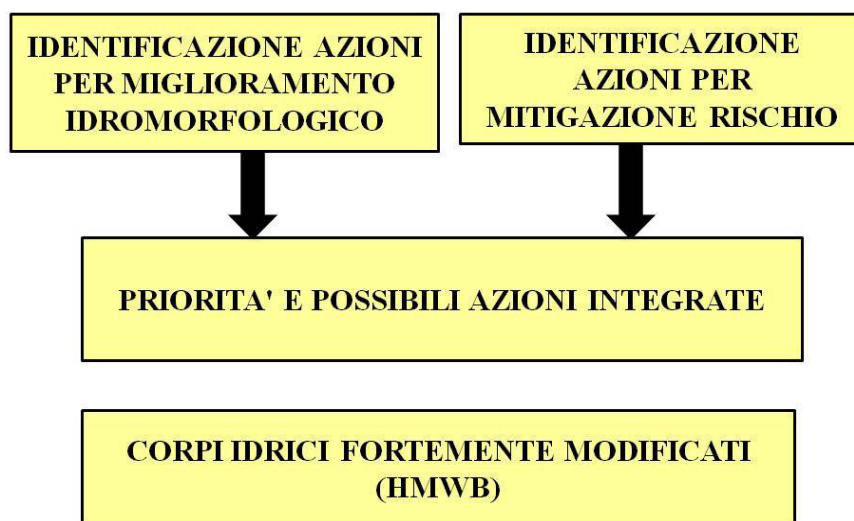 IDENTIFICAZIONE AZIONI
PER MIGLIORAMENTO
IDROMORFOLOGICO
IDENTIFICAZIONE
AZIONI PER
MITIGAZIONE RISCHIO
PRIORITA' E POSSIBILI AZIONI INTEGRATE
CORPI IDRICI FORTEMENTE MODIFICATI
(HMWB)